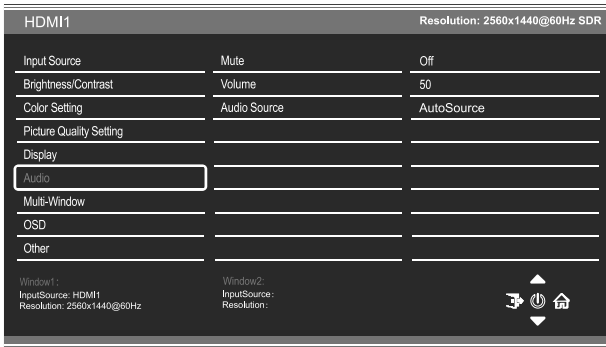 HDMI1 Resolution: 2560x1440@60Hz SDR
Input Source Mute Off
Brightness/Contrast Volume 50
Color Setting Audio Source AutoSource
Picture Quality Setting
Display
Audio
Multi-Window
OSD
Other
Window1: Window2:
InputSource: HDMI1 InputSource:
Resolution: 2560x1440@60Hz Resolution: